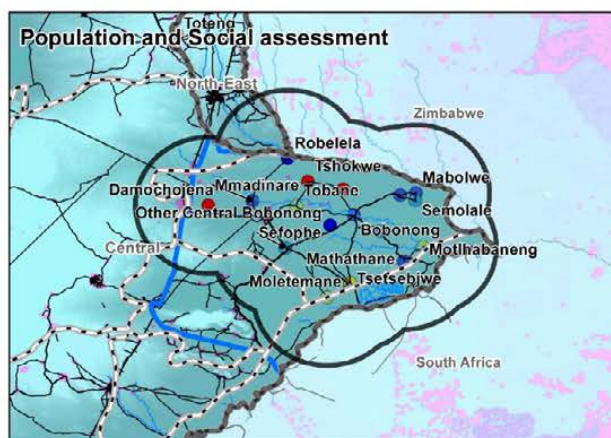 Toteng
Population and Social assessment
North-East
Zimbabwe
Robelela
Tshokwe
Damochojena
Mmadinare
Tobane
Mabolwe
Other Central Bobonong
Semolale
Sefophe
Bobonong
Central
Motlhabaneng
Mathathane
Moletemane
Tsetsebjwe
South Africa